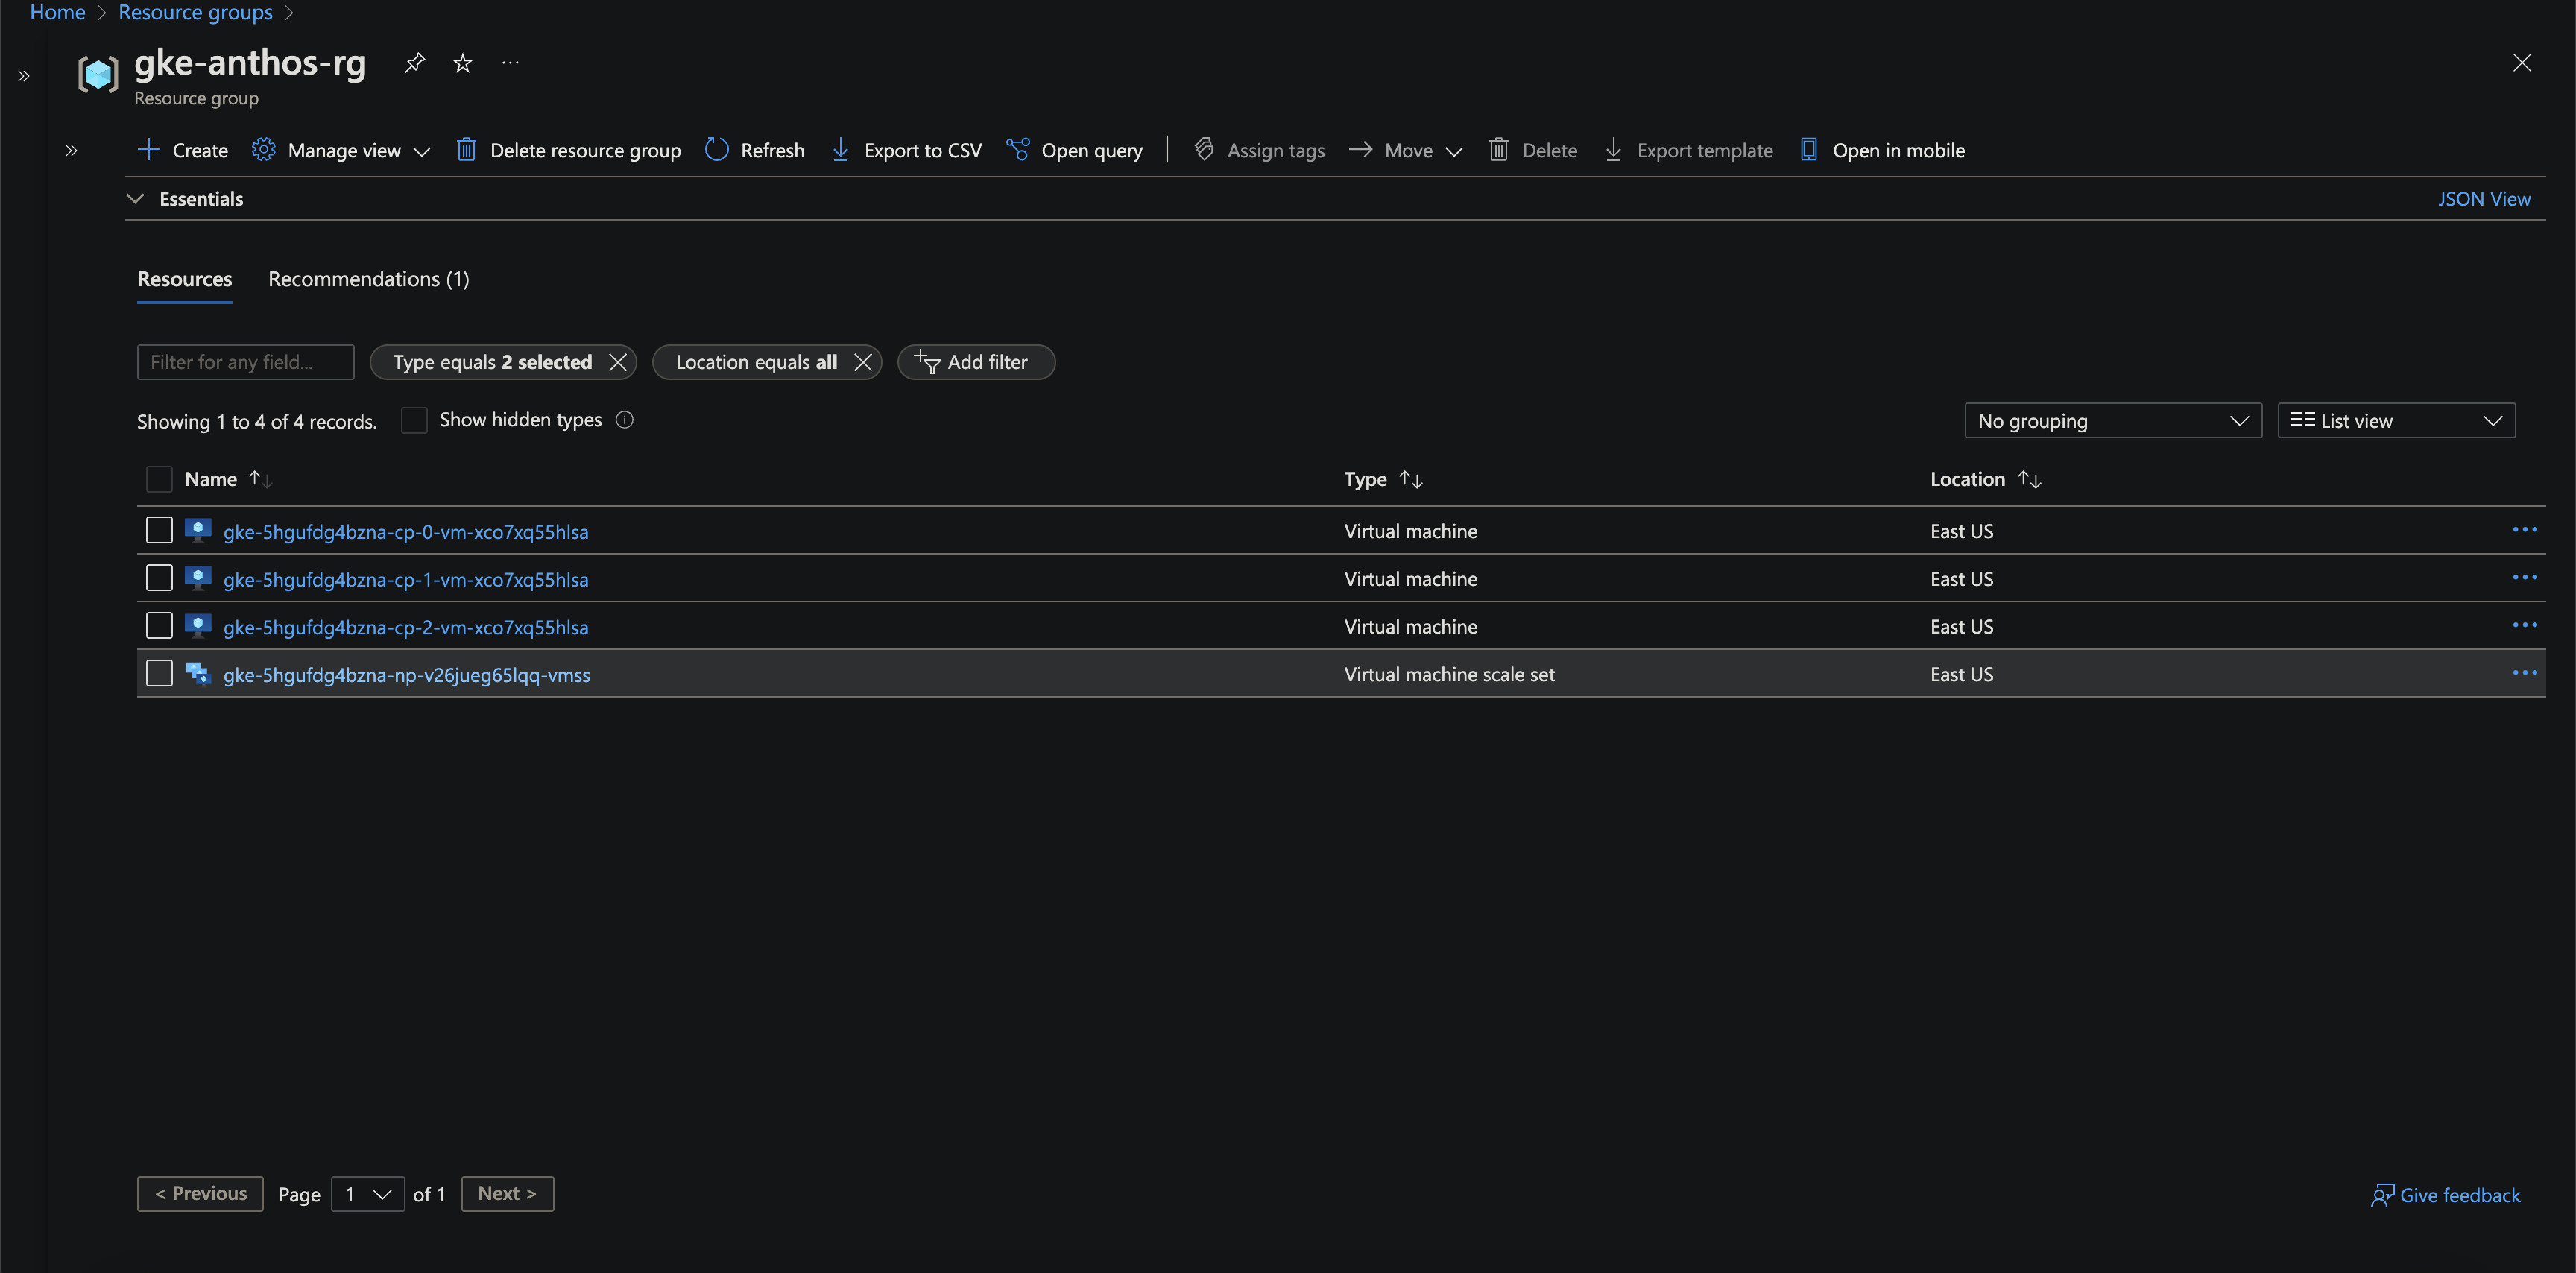 Home > Resource groups >
gke-anthos-rg
Resource group
Create Manage view Delete resource group Refresh Export to CSV Open query Assign tags Move Delete Export template Open in mobile
Essentials JSON View
Resources Recommendations (1)
Filter for any field... Type equals 2 selected Location equals all Add filter
Showing 1 to 4 of 4 records. Show hidden types No grouping List view
Name Type Location
gke-5hgufdg4bzna-cp-0-vm-xco7xq55hlsa Virtual machine East US
gke-5hgufdg4bzna-cp-1-vm-xco7xq55hlsa Virtual machine East US
gke-5hgufdg4bzna-cp-2-vm-xco7xq55hlsa Virtual machine East US
gke-5hgufdg4bzna-np-v26jueg65lqq-vmss Virtual machine scale set East US
< Previous Page 1 of 1 Next > Give feedback